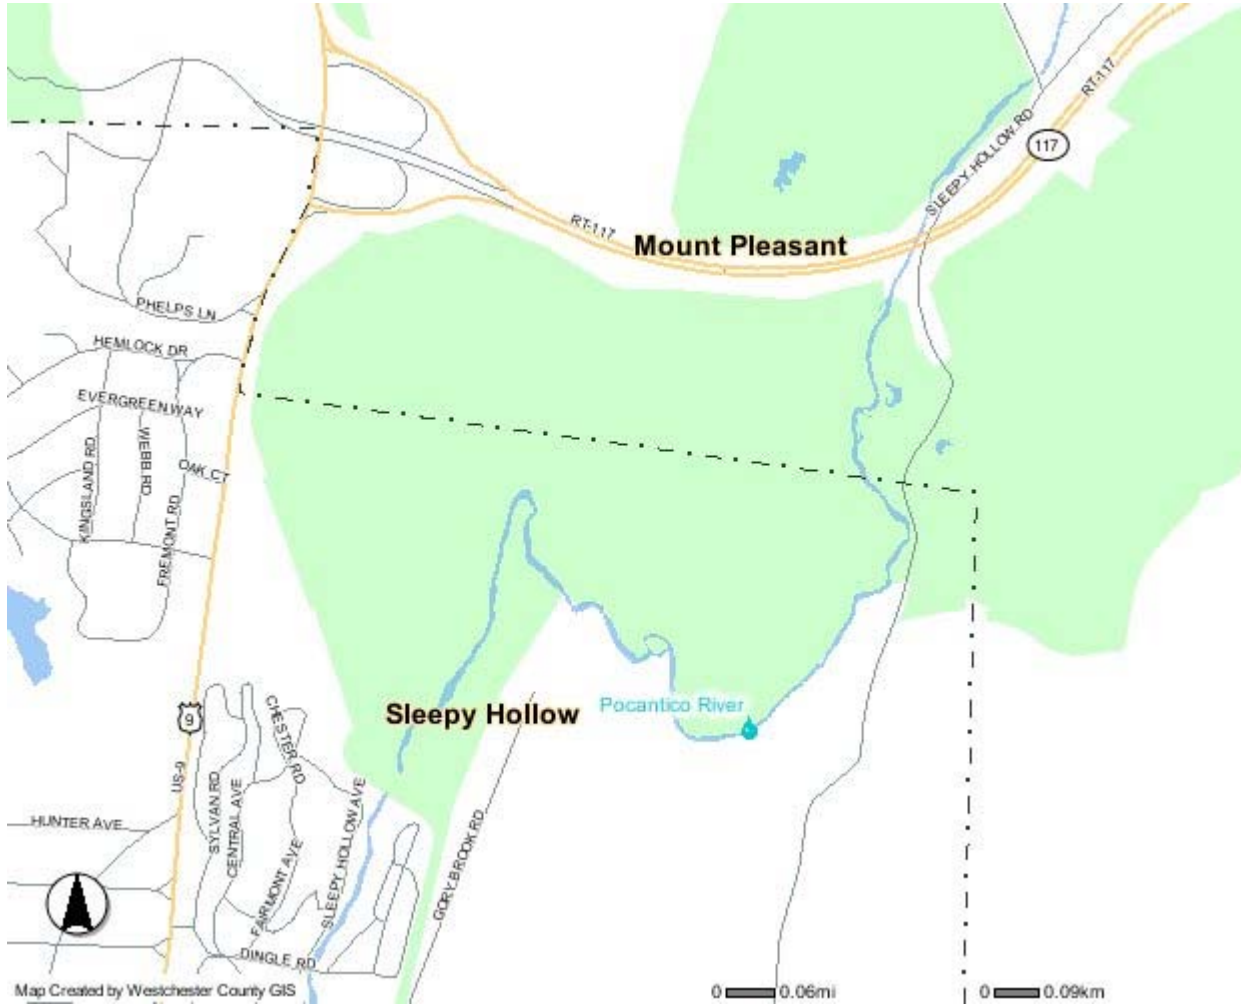 RT-117
117
SLEEPY HOLLOW RD
RT-117
Mount Pleasant
PHELPS LN
HEMLOCK DR
EVERGREEN WAY
WEBB RD
KINGSLAND RD
OAK CT
FREMONT RD
Sleepy Hollow
Pocantico River
9
CHESTER RD
US-9
SYLVAN RD
CENTRAL AVE
HUNTER AVE
FAIRMONT AVE
SLEEPY HOLLOW AVE
GORY BROOK RD
DINGLE RD
Map Created by Westchester County GIS
0 0.06mi
0 0.09km